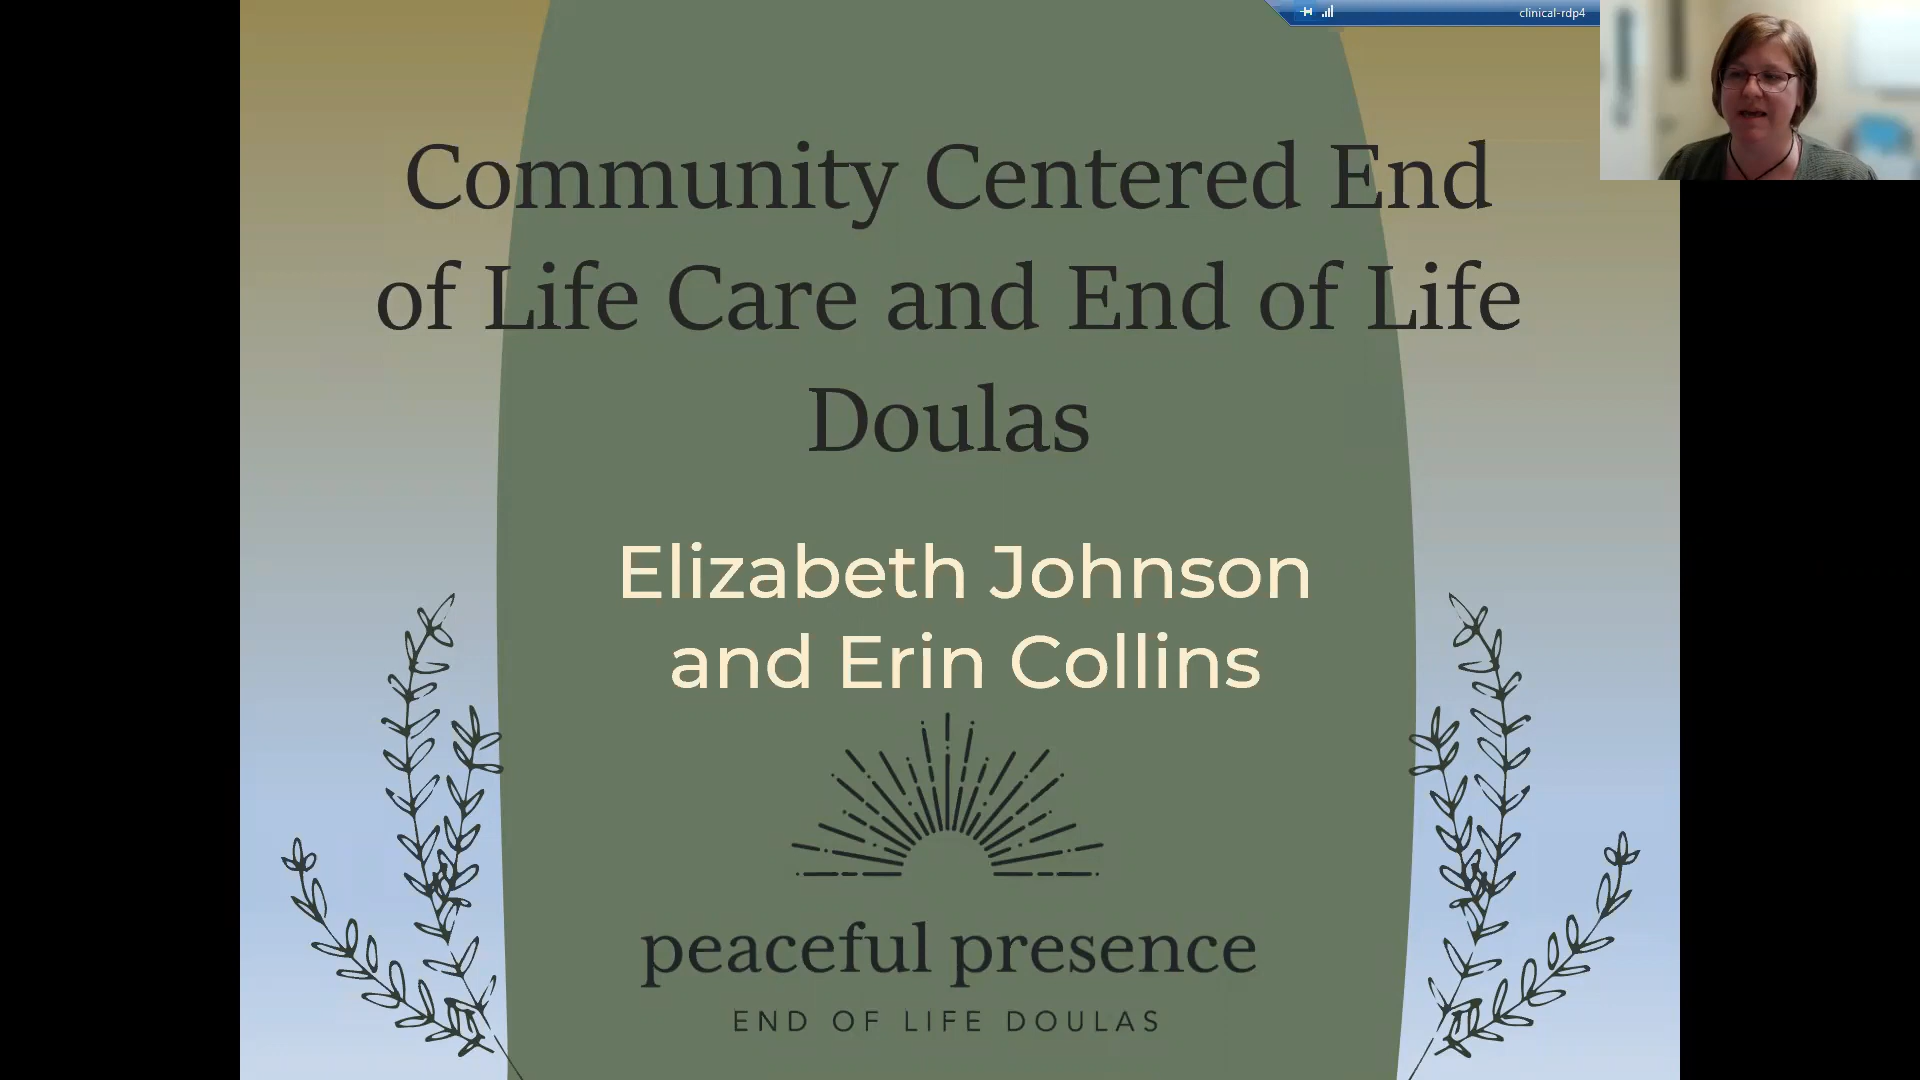 clinical-rdp4
Community Centered End
of Life Care and End of Life
Doulas
Elizabeth Johnson
and Erin Collins
peaceful presence
END OF LIFE DOULAS